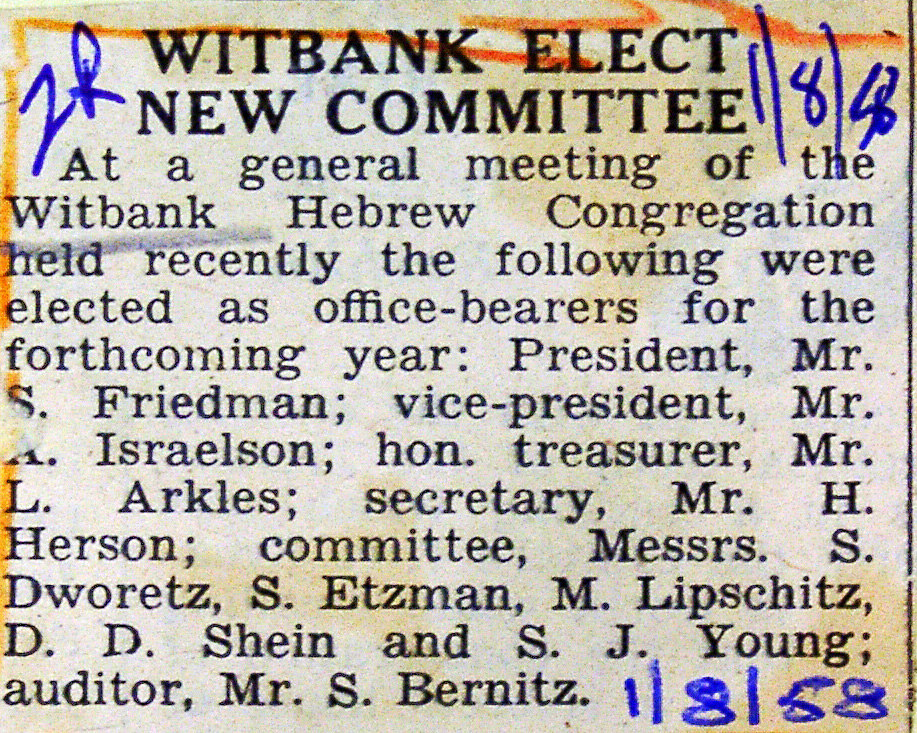 WITBANK ELECT
NEW COMMITTEE
1/8/58
At a general meeting of the
Witbank Hebrew Congregation
held recently the following were
elected as office-bearers for the
forthcoming year: President, Mr.
S. Friedman; vice-president, Mr.
A. Israelson; hon. treasurer, Mr.
L. Arkles; secretary, Mr. H.
Herson; committee, Messrs. S.
Dworetz, S. Etzman, M. Lipschitz,
D. D. Shein and S. J. Young;
auditor, Mr. S. Bernitz.
1/8/58